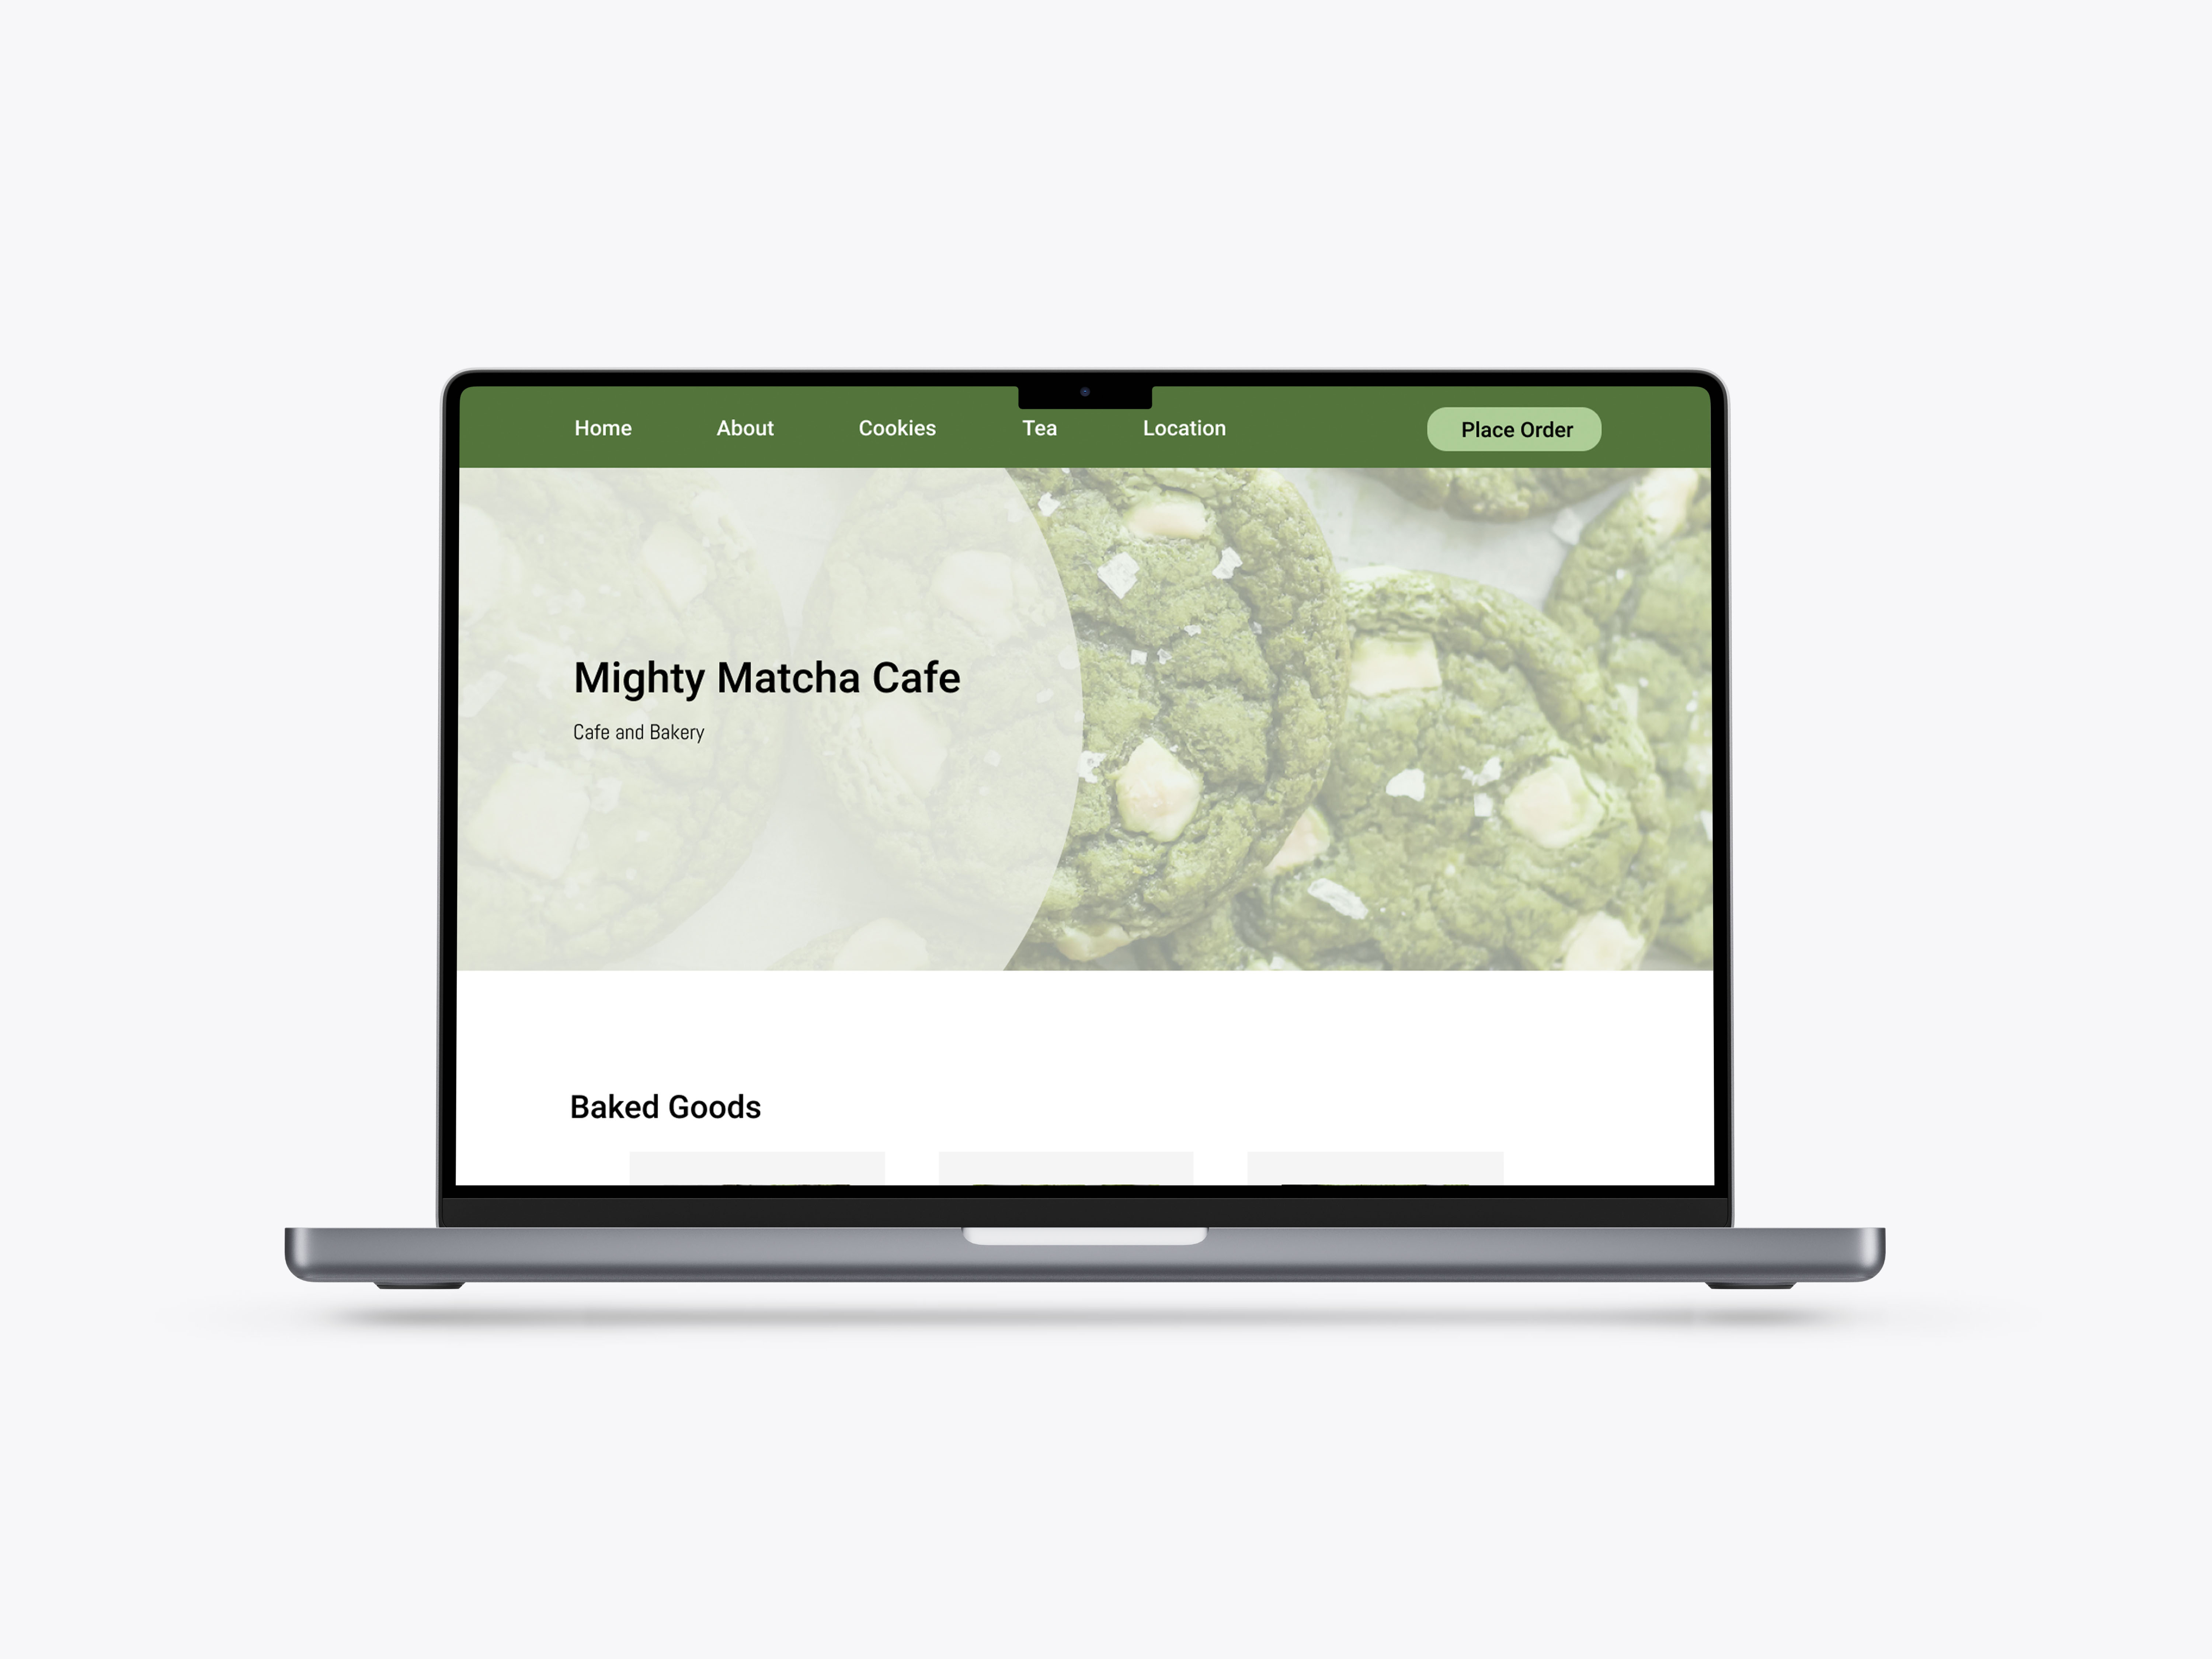 Home About Cookies Tea Location Place Order
Mighty Matcha Cafe
Cafe and Bakery
Baked Goods